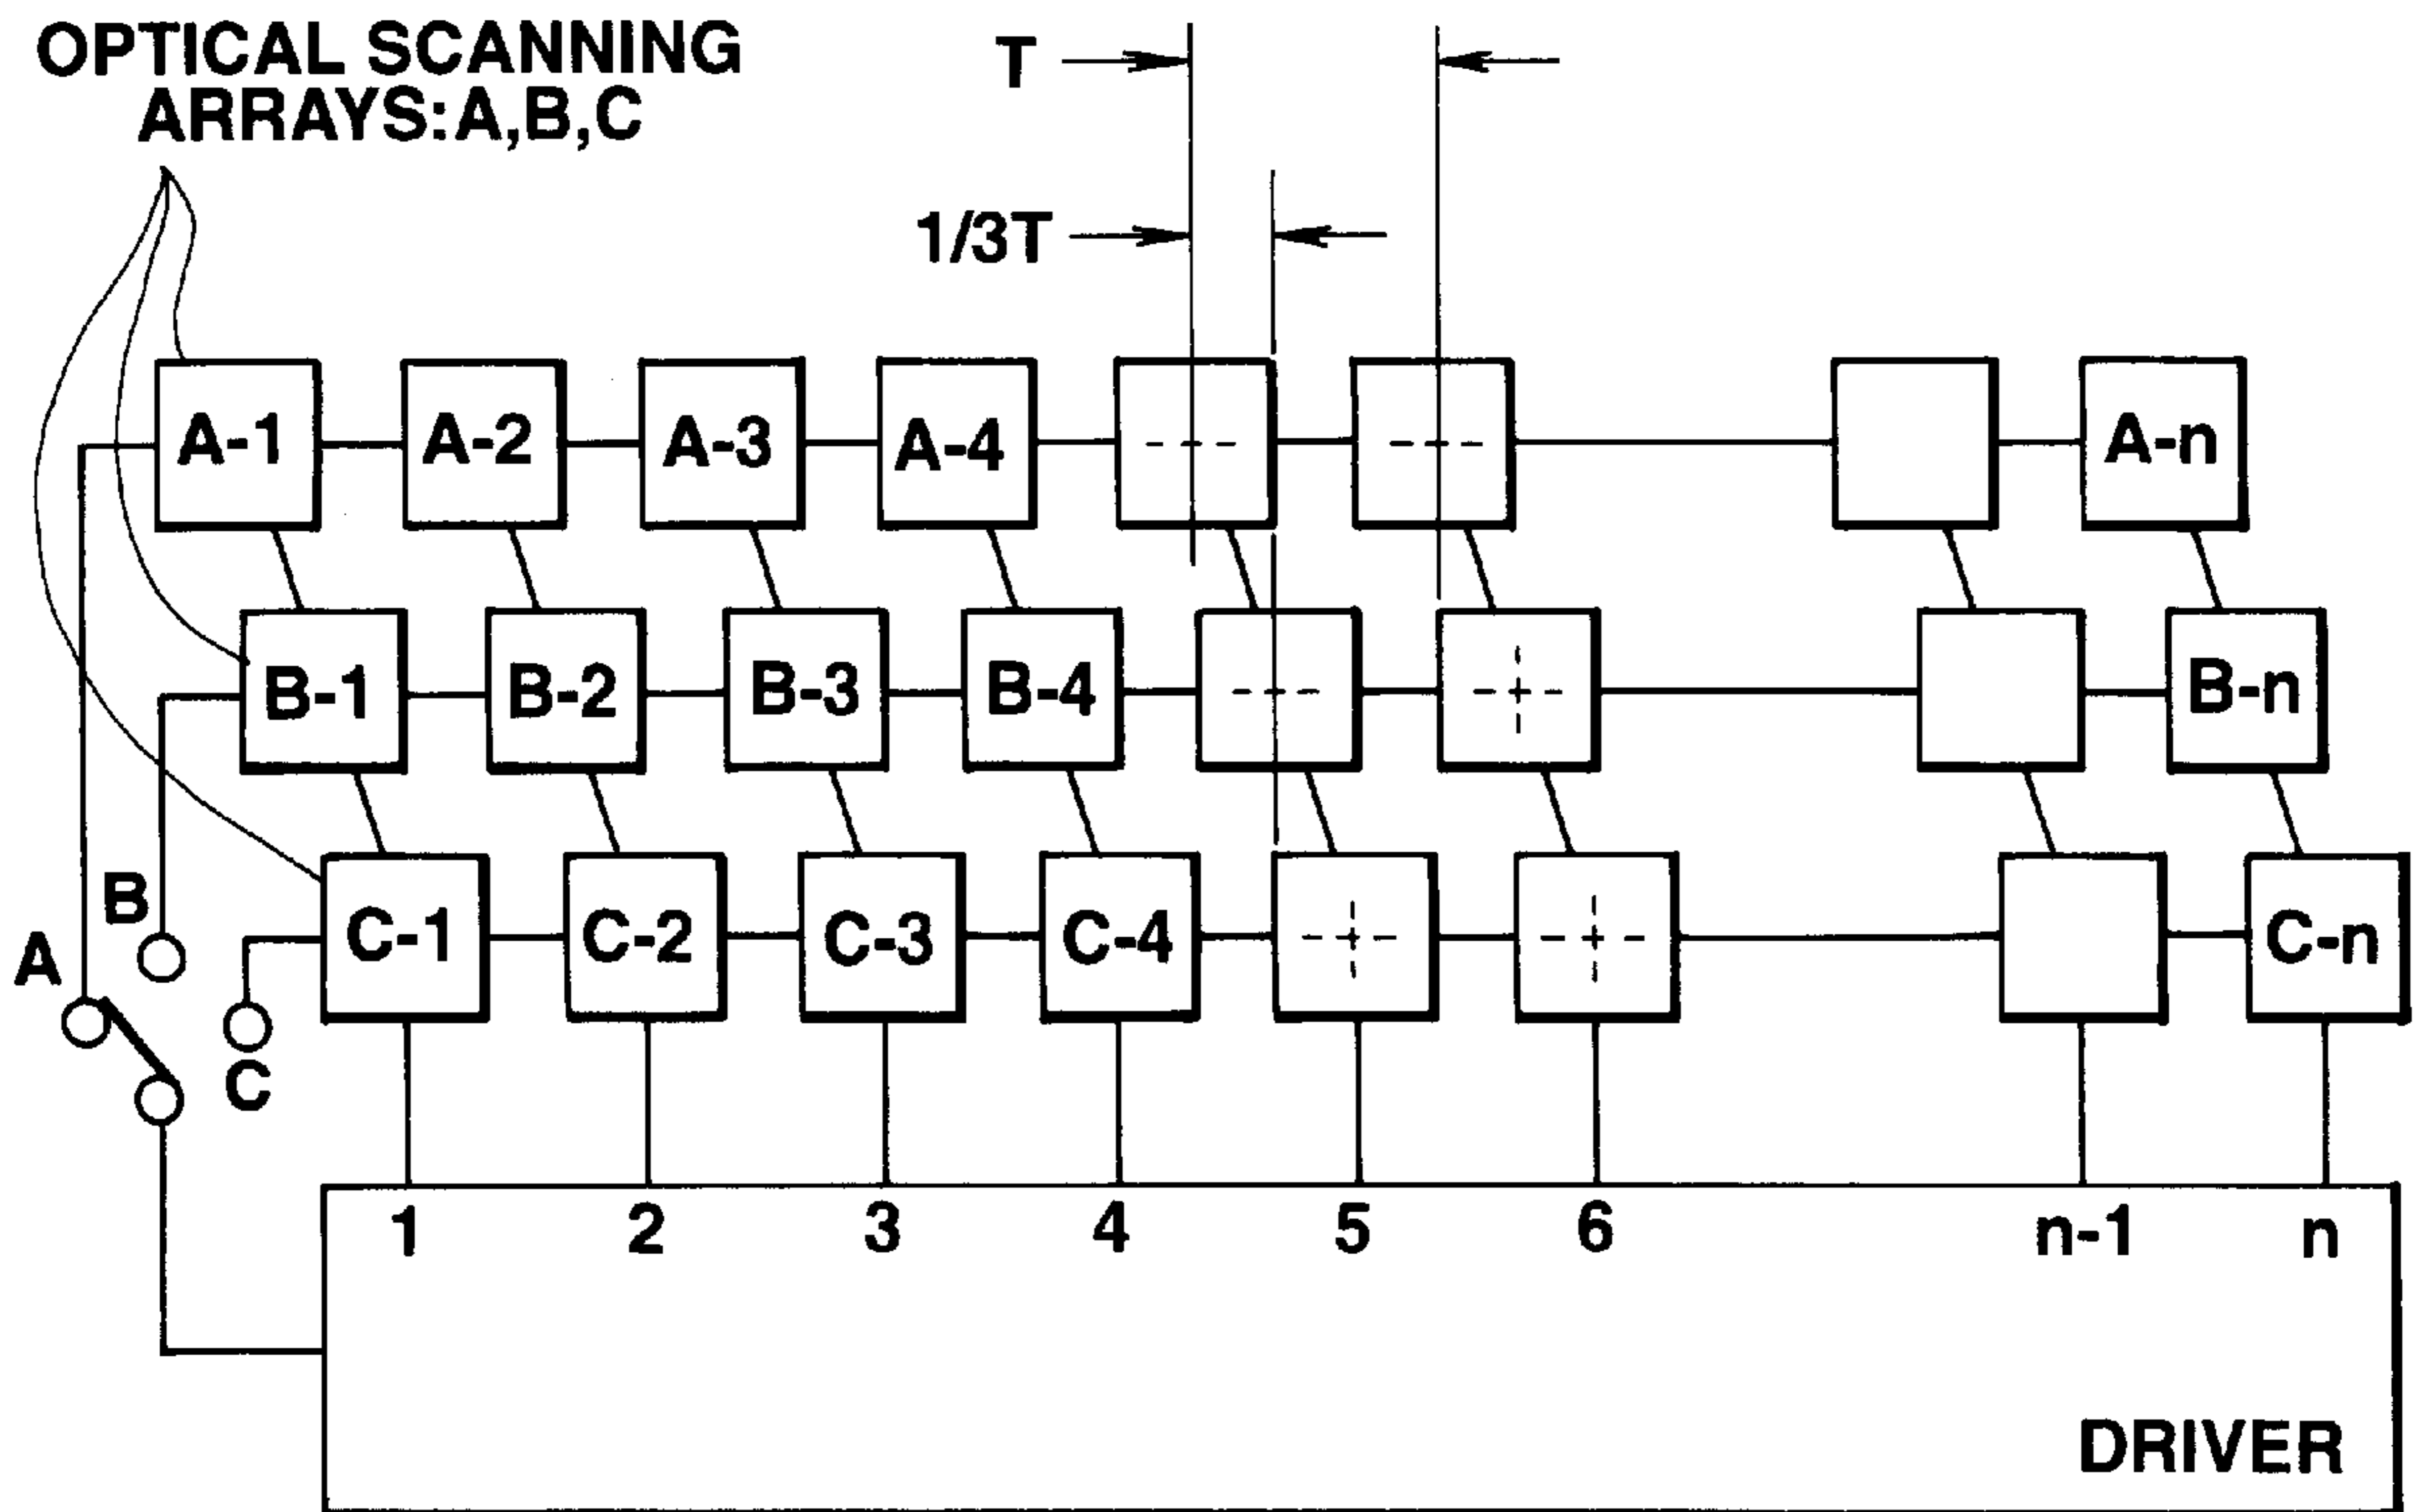 OPTICAL SCANNING
ARRAYS:A,B,C
T
1/3T
A-1 A-2 A-3 A-4 A-n
B-1 B-2 B-3 B-4 B-n
C-1 C-2 C-3 C-4 C-n
B
A
C
1 2 3 4 5 6 n-1 n
DRIVER